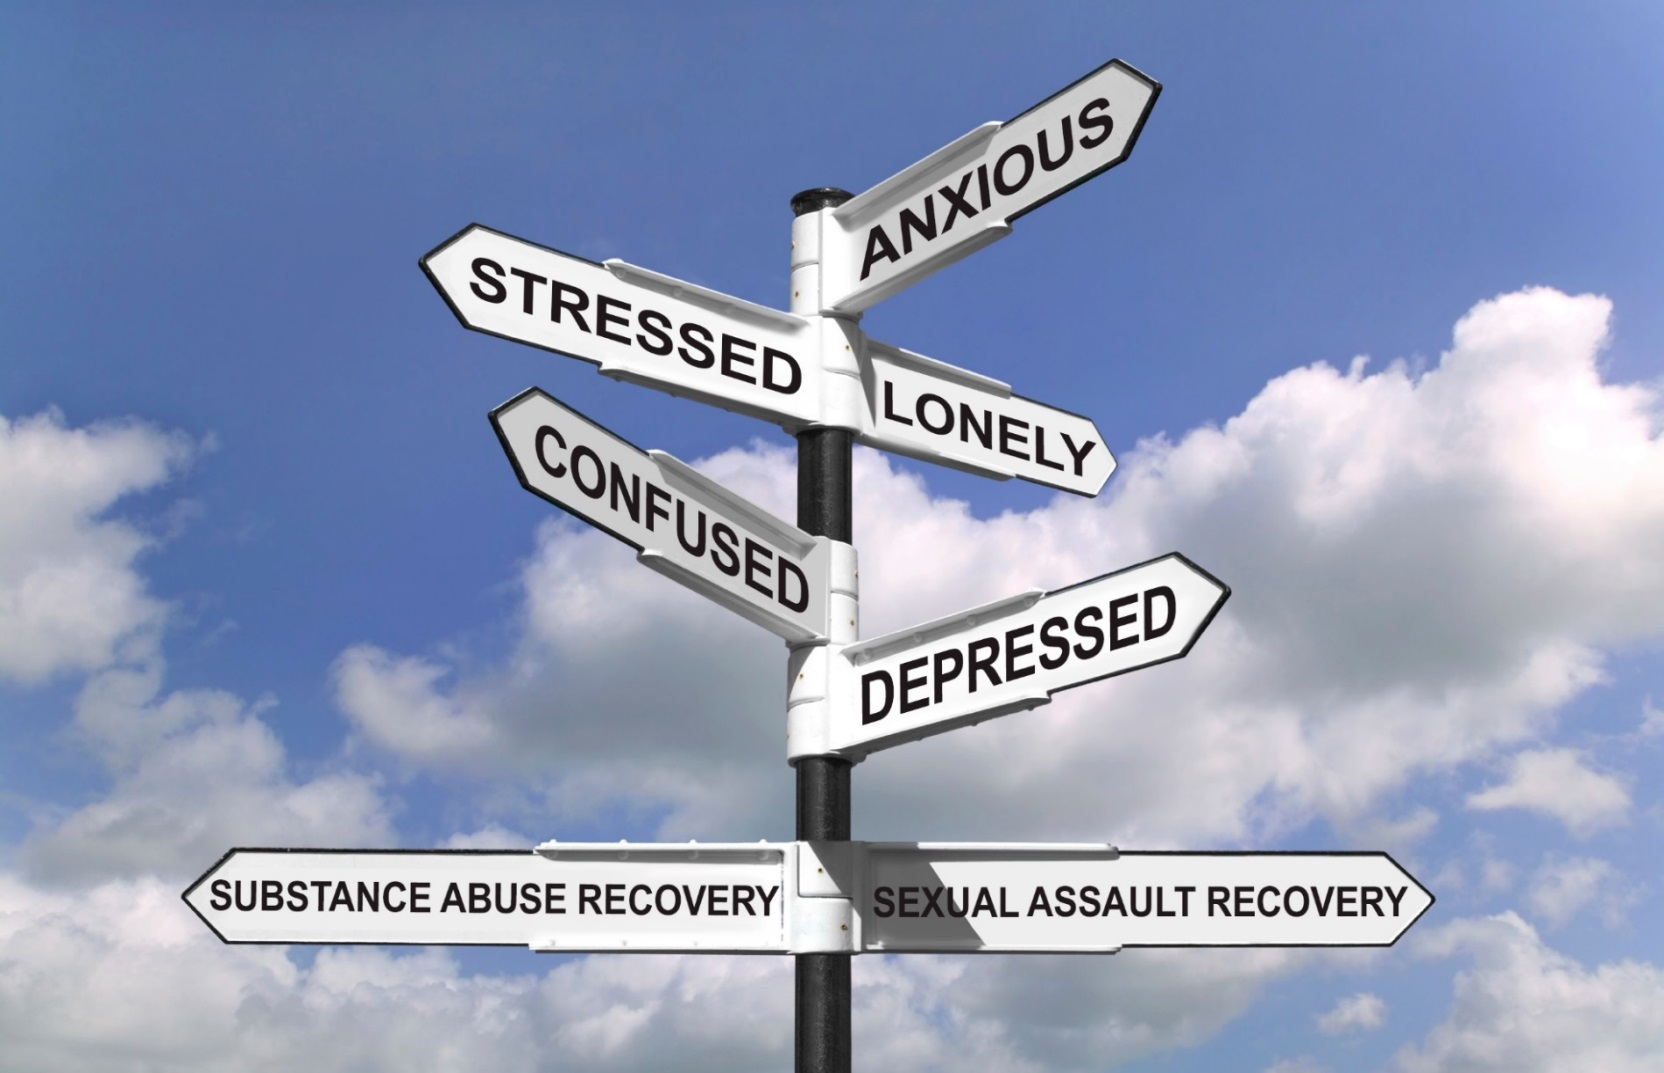 ANXIOUS
STRESSED
LONELY
CONFUSED
DEPRESSED
SUBSTANCE ABUSE RECOVERY
SEXUAL ASSAULT RECOVERY